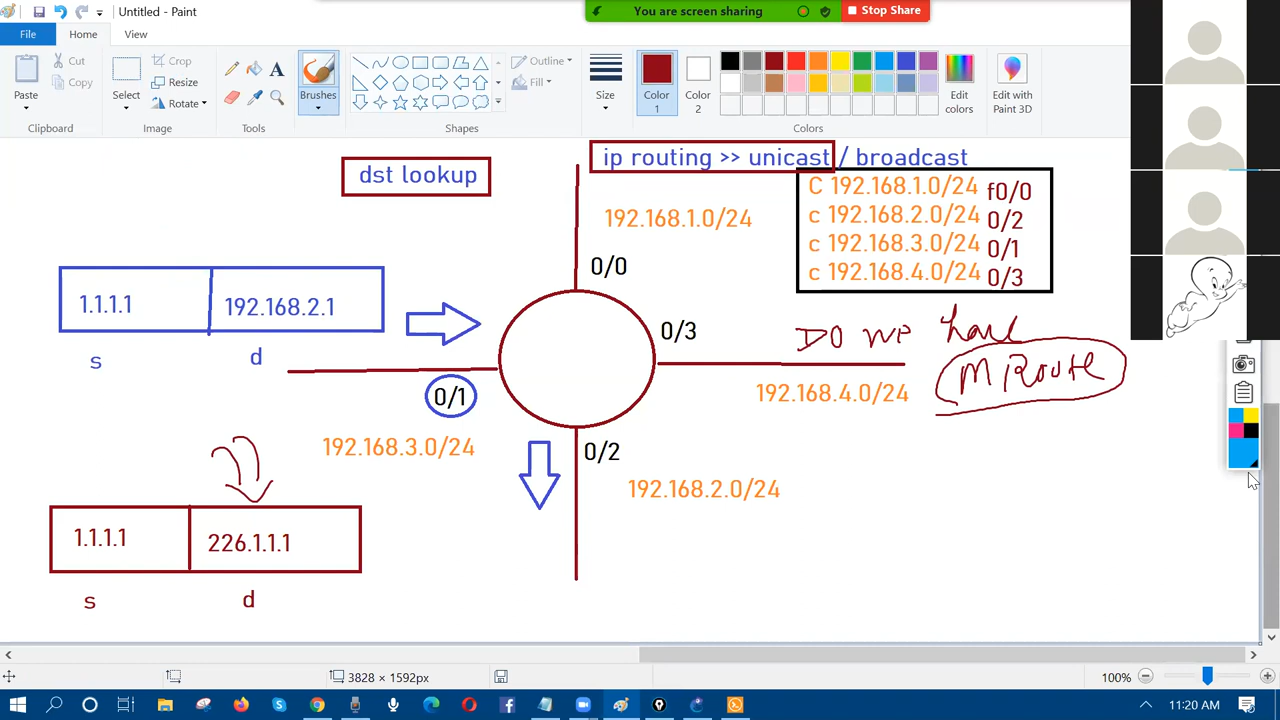 Untitled - Paint
You are screen sharing
Stop Share
File
Home
View
Paste
Cut
Copy
Clipboard
Select
Crop
Resize
Rotate
Image
Tools
Brushes
Shapes
Outline
Fill
Size
Color 1
Color 2
Edit colors
Edit with Paint 3D
Colors
dst lookup
ip routing >> unicast / broadcast
C 192.168.1.0/24 f0/0
c 192.168.2.0/24 0/2
c 192.168.3.0/24 0/1
c 192.168.4.0/24 0/3
192.168.1.0/24
0/0
1.1.1.1
192.168.2.1
s
d
0/3
DO WE have
M Route
192.168.4.0/24
0/1
192.168.3.0/24
0/2
192.168.2.0/24
1.1.1.1
226.1.1.1
s
d
3828 × 1592px
100%
11:20 AM